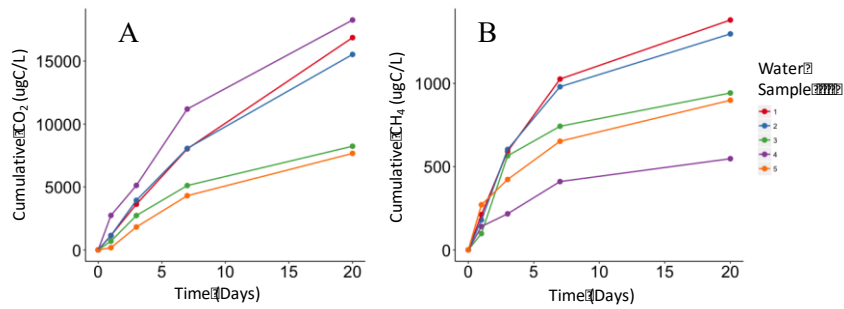 A
B
15000
10000
5000
0
0
5
10
15
20
Cumulative CO₂ (ugC/L)
Time (Days)
1000
500
0
0
5
10
15
20
Cumulative CH₄ (ugC/L)
Time (Days)
Water
Sample
1
2
3
4
5